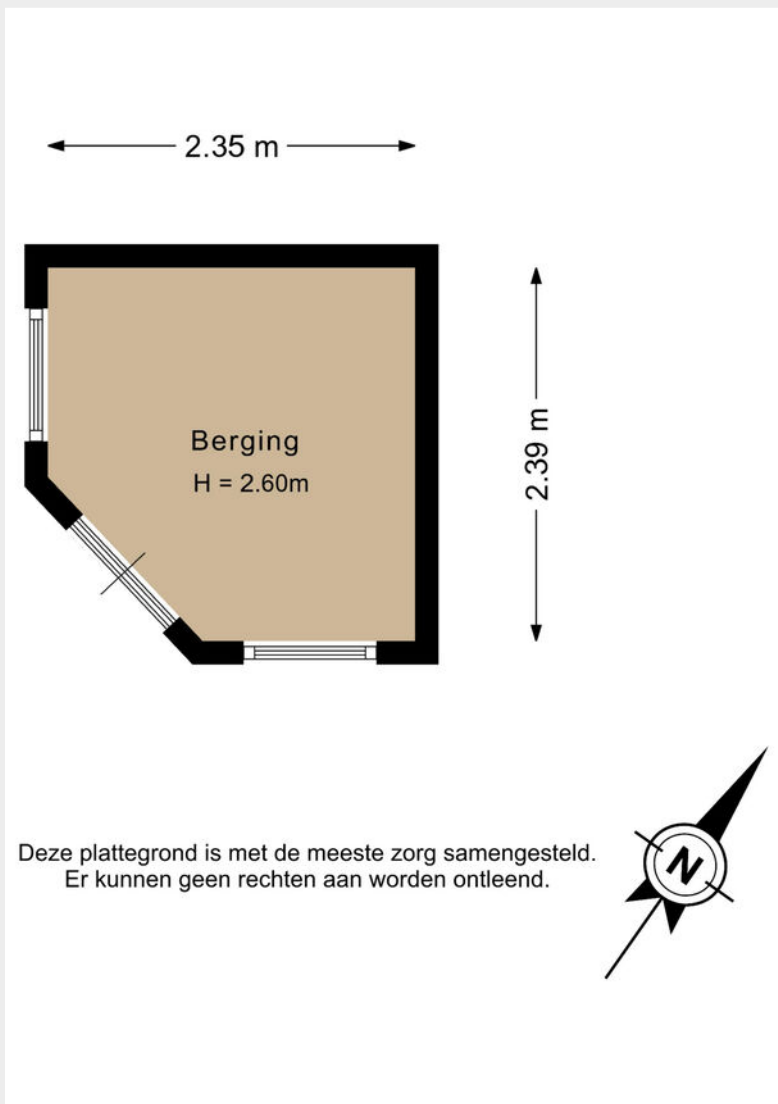 2.35 m
2.39 m
Berging
H = 2.60m
Deze plattegrond is met de meeste zorg samengesteld.
Er kunnen geen rechten aan worden ontleend.
N